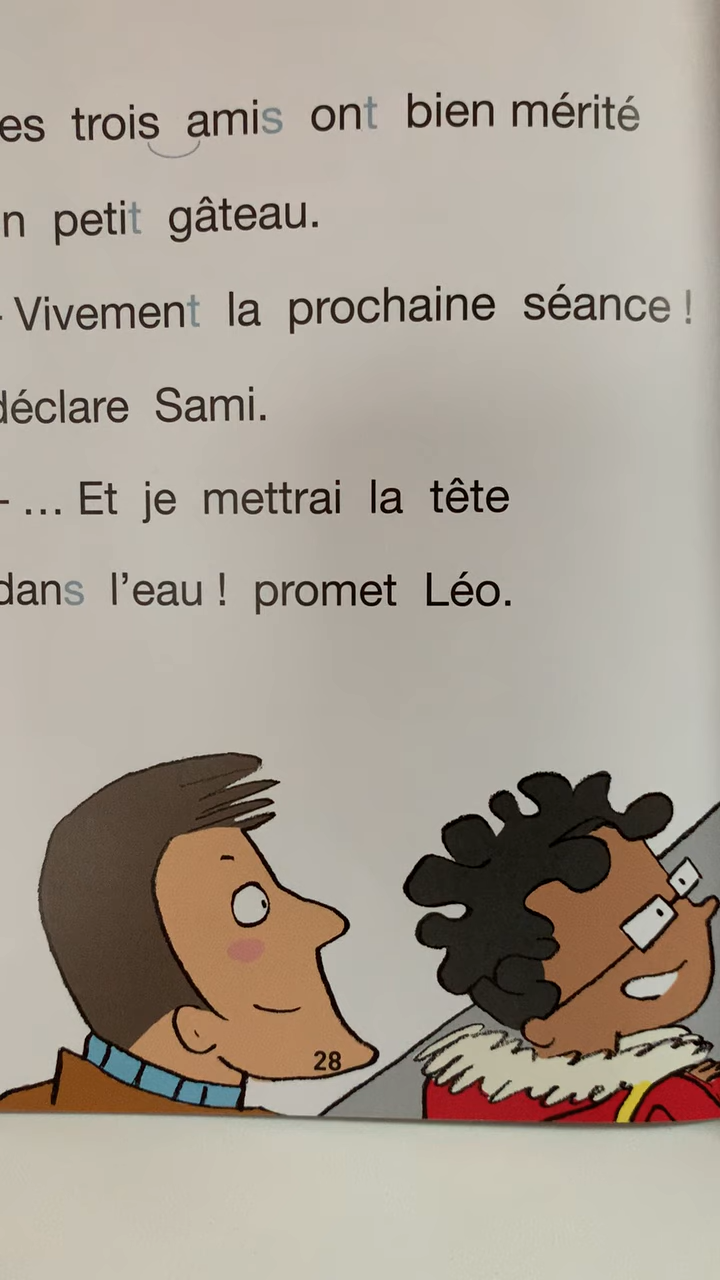 es trois amis ont bien mérité
n petit gâteau.
- Vivement la prochaine séance !
déclare Sami.
- ... Et je mettrai la tête
dans l'eau ! promet Léo.
28